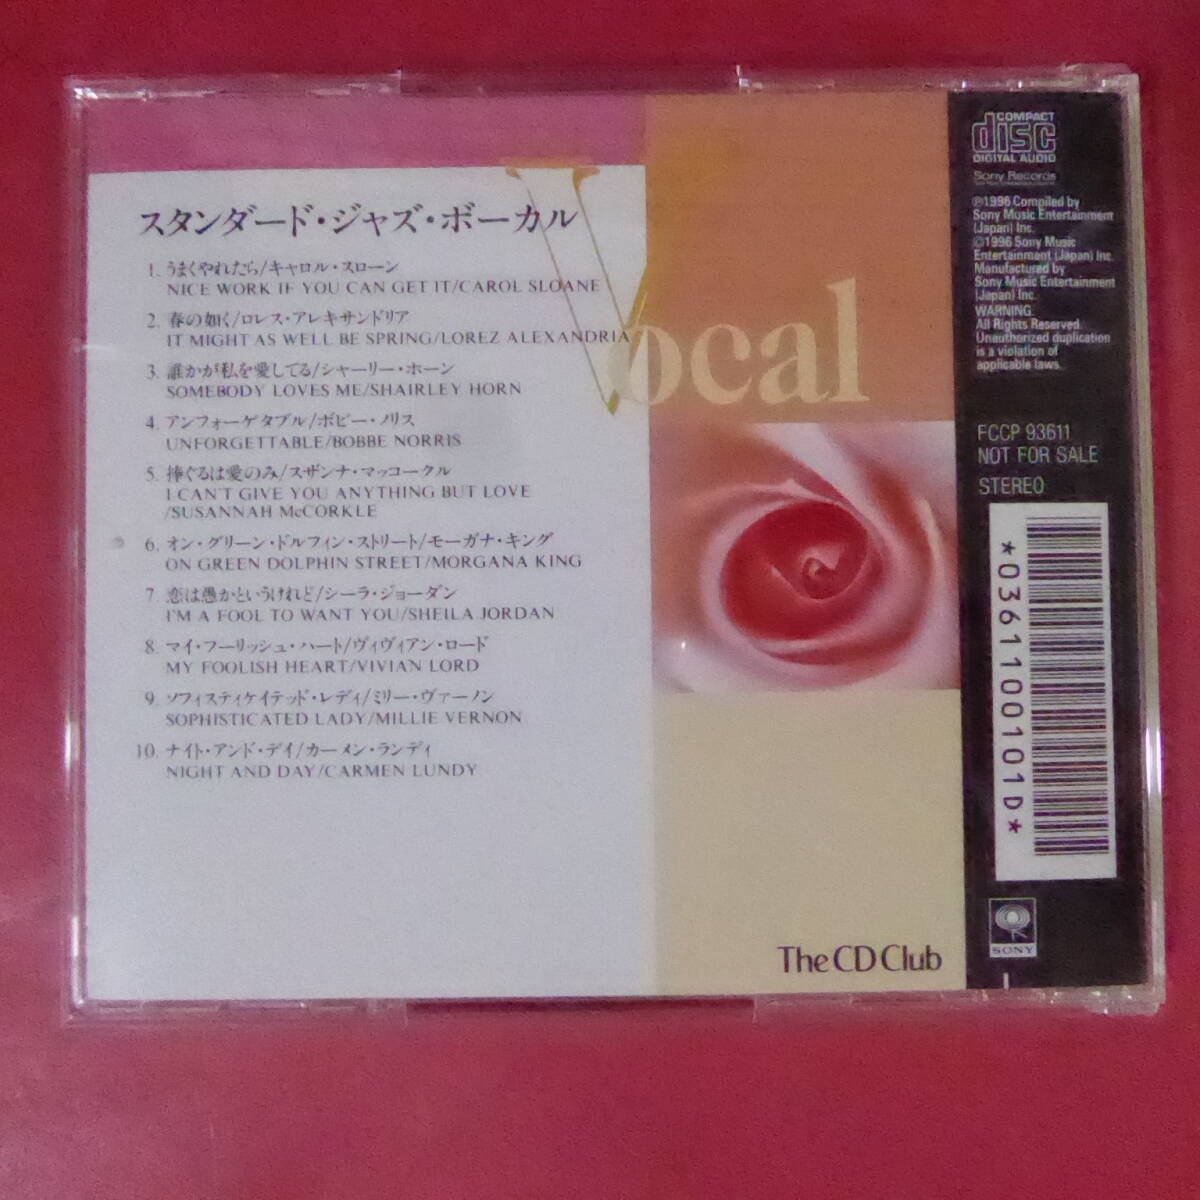 スタンダード・ジャズ・ボーカル
Vocal
1. うまくやれたら/キャロル・スローン
NICE WORK IF YOU CAN GET IT/CAROL SLOANE
2. 春の如く/ロレス・アレキサンドリア
IT MIGHT AS WELL BE SPRING/LOREZ ALEXANDRIA
3. 誰かが私を愛してる/シャーリー・ホーン
SOMEBODY LOVES ME/SHAIRLEY HORN
4. アンフォーゲタブル/ボビー・ノリス
UNFORGETTABLE/BOBBE NORRIS
5. 捧ぐるは愛のみ/スザンナ・マッコークル
I CAN'T GIVE YOU ANYTHING BUT LOVE
/SUSANNAH McCORKLE
6. オン・グリーン・ドルフィン・ストリート/モーガナ・キング
ON GREEN DOLPHIN STREET/MORGANA KING
7. 恋は愚かというけれど/シーラ・ジョーダン
I'M A FOOL TO WANT YOU/SHEILA JORDAN
8. マイ・フーリッシュ・ハート/ヴィヴィアン・ロード
MY FOOLISH HEART/VIVIAN LORD
9. ソフィスティケイテッド・レディ/ミリー・ヴァーノン
SOPHISTICATED LADY/MILLIE VERNON
10. ナイト・アンド・デイ/カーメン・ランディ
NIGHT AND DAY/CARMEN LUNDY
The CD Club
COMPACT
disc
DIGITAL AUDIO
Sony Records
℗1996 Compiled by
Sony Music Entertainment
(Japan) Inc.
©1996 Sony Music
Entertainment (Japan) Inc.
Manufactured by
Sony Music Entertainment
(Japan) Inc.
WARNING:
All Rights Reserved.
Unauthorized duplication
is a violation of
applicable laws.
FCCP 93611
NOT FOR SALE
STEREO
*0361100101D*
SONY